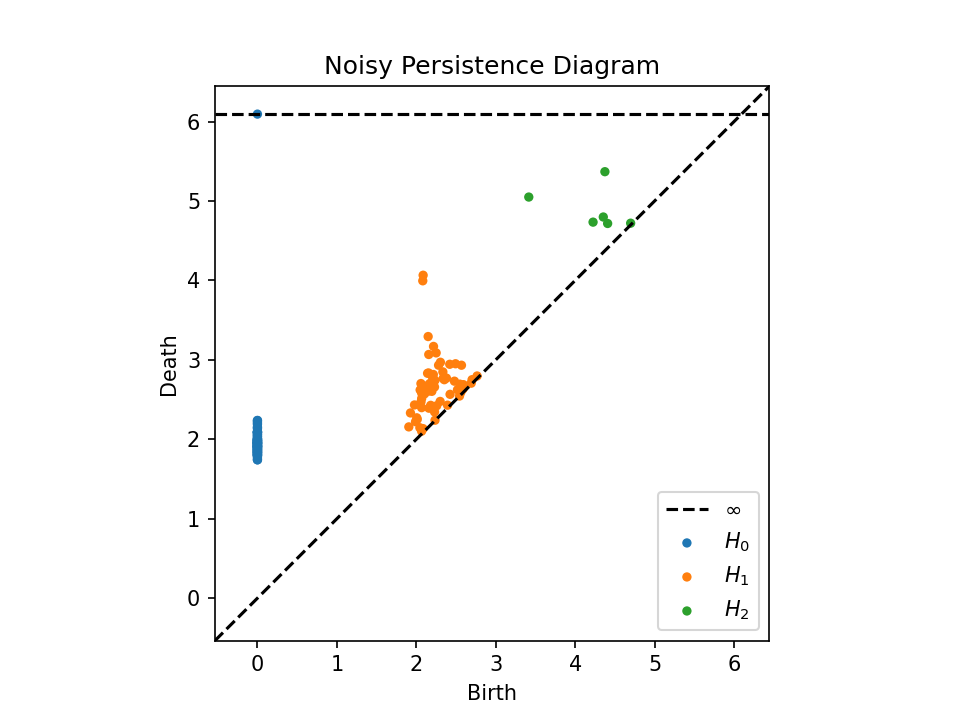 Noisy Persistence Diagram
Death
6
5
4
3
2
1
0
∞
H₀
H₁
H₂
0 1 2 3 4 5 6
Birth